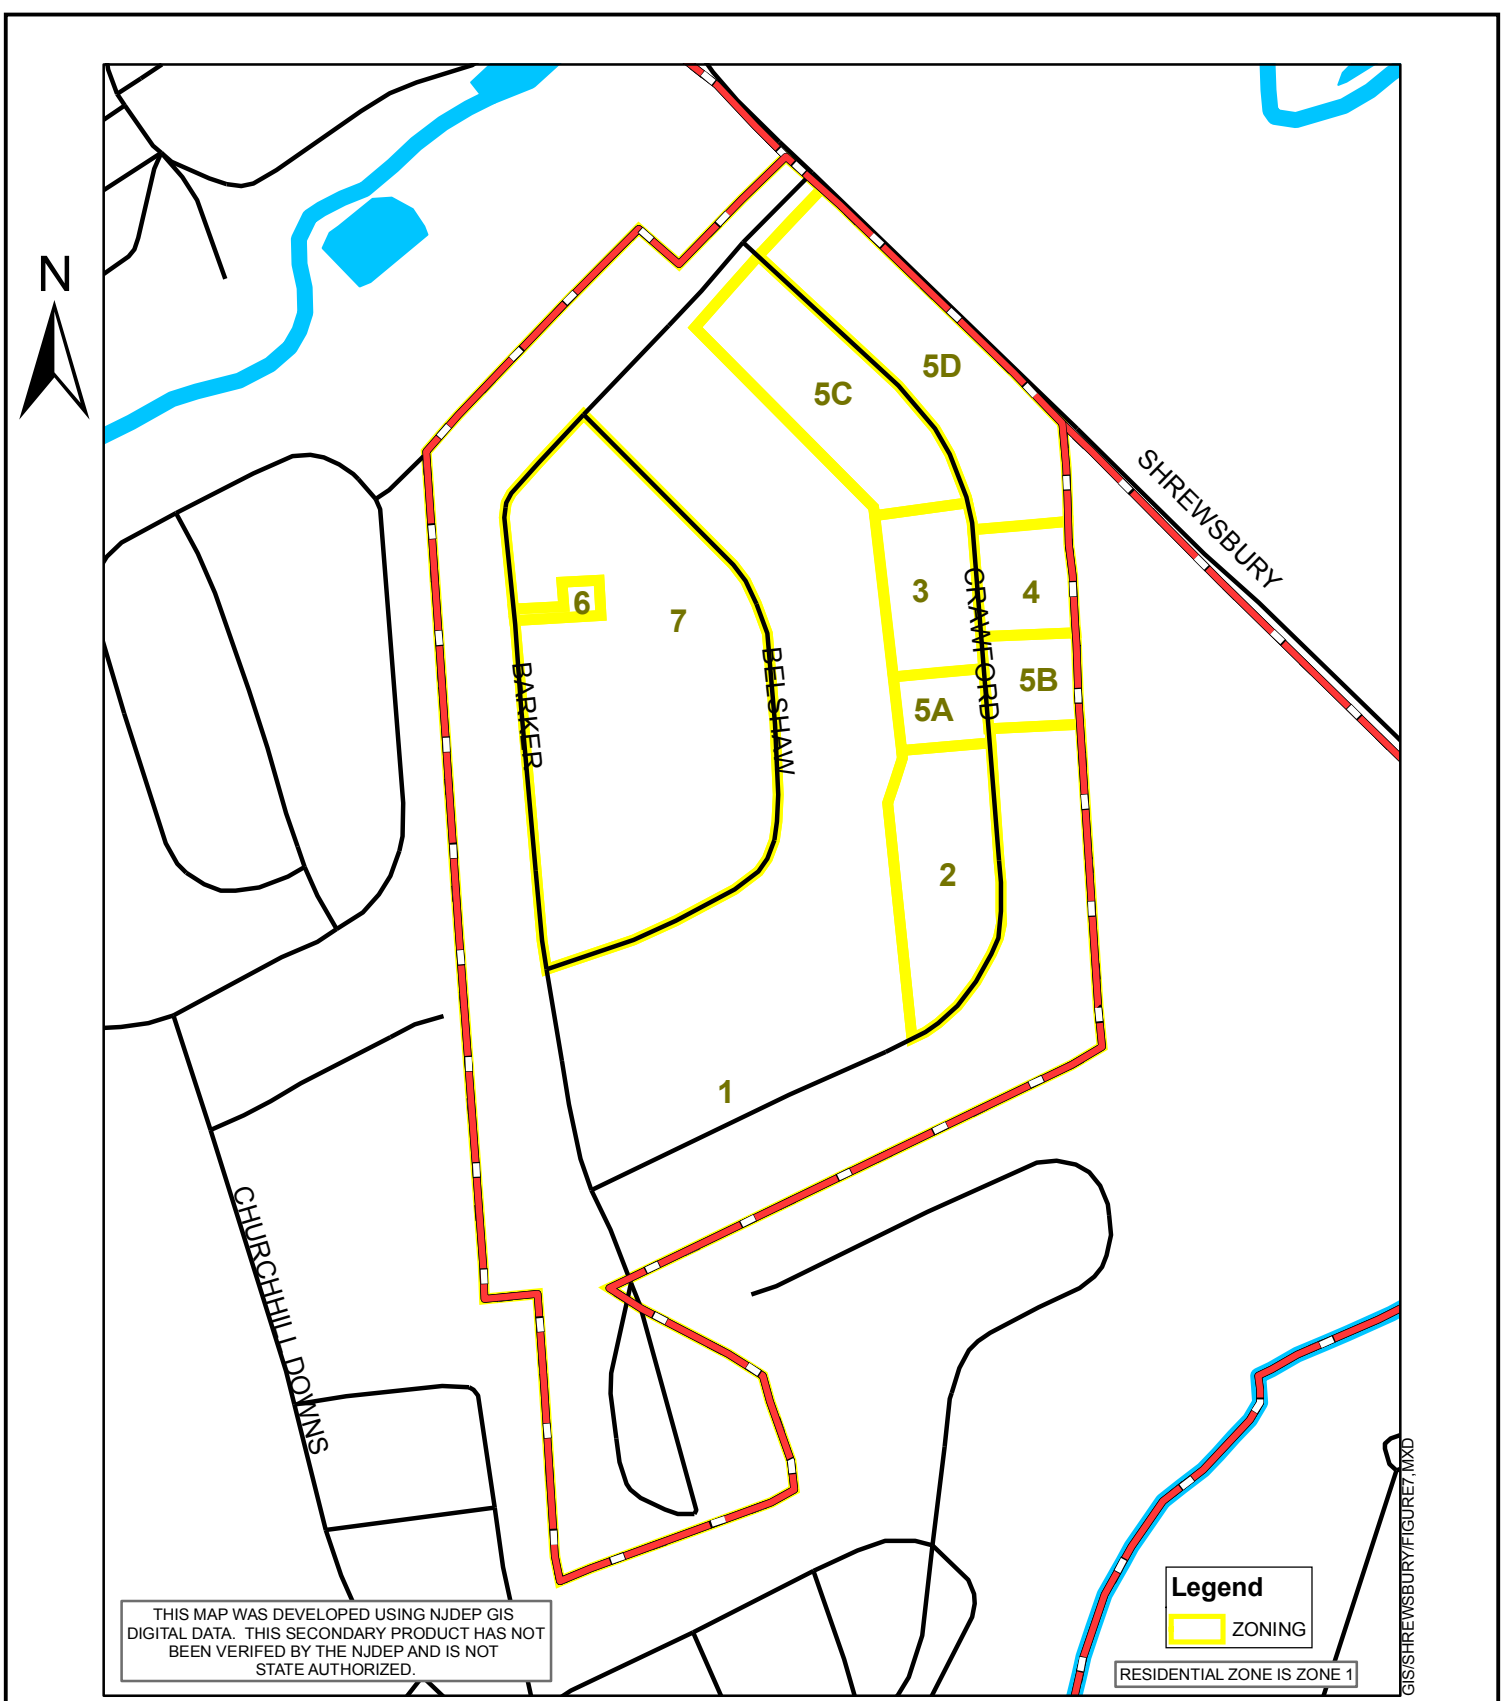 N
5D
5C
SHREWSBURY
3
CRAWFORD
4
6
7
BARKER
BELSHAW
5B
5A
2
1
CHURCHHILL DOWNS
Legend
ZONING
RESIDENTIAL ZONE IS ZONE 1
THIS MAP WAS DEVELOPED USING NJDEP GIS
DIGITAL DATA. THIS SECONDARY PRODUCT HAS NOT
BEEN VERIFED BY THE NJDEP AND IS NOT
STATE AUTHORIZED.
GIS/SHREWSBURY/FIGURE7,MXD